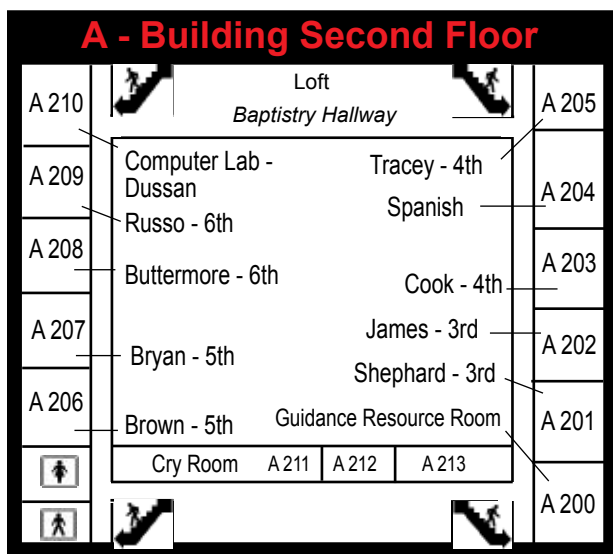 A - Building Second Floor
Loft
Baptistry Hallway
A 210
A 209
A 208
A 207
A 206
Computer Lab -
Dussan
Russo - 6th
Buttermore - 6th
Bryan - 5th
Brown - 5th
Tracey - 4th
Spanish
Cook - 4th
James - 3rd
Shephard - 3rd
Guidance Resource Room
A 205
A 204
A 203
A 202
A 201
A 200
Cry Room A 211 A 212 A 213